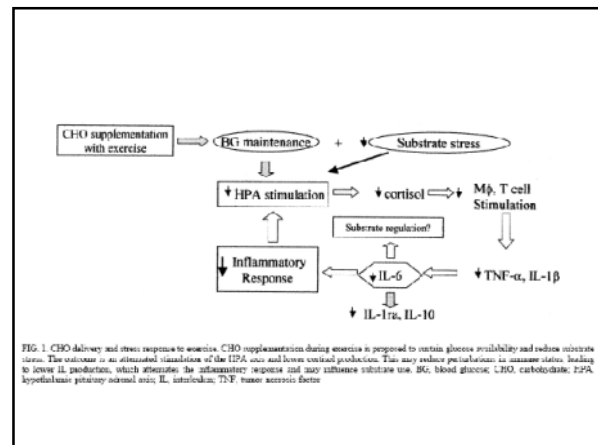 CHO supplementation
with exercise
BG maintenance
+
Substrate stress
HPA stimulation
cortisol
Mϕ, T cell
Stimulation
Substrate regulation?
Inflammatory
Response
IL-6
TNF-α, IL-1β
IL-1ra, IL-10
FIG. 1. CHO delivery and stress response to exercise. CHO supplementation during exercise is proposed to sustain glucose availability and reduce substrate
stress. The outcome is an attenuated stimulation of the HPA axis and lower cortisol production. This may reduce perturbations in immune status, leading
to lower IL production, which attenuates the inflammatory response and may influence substrate use. BG, blood glucose; CHO, carbohydrate; HPA,
hypothalamic pituitary adrenal axis; IL, interleukin; TNF, tumor necrosis factor